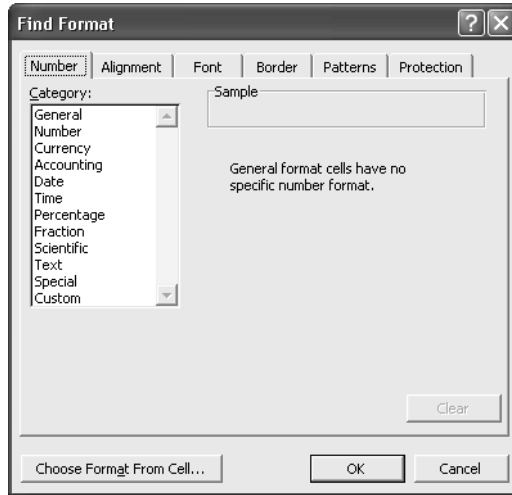 Find Format
Number Alignment Font Border Patterns Protection
Category:
General
Number
Currency
Accounting
Date
Time
Percentage
Fraction
Scientific
Text
Special
Custom
Sample
General format cells have no
specific number format.
Clear
Choose Format From Cell... OK Cancel